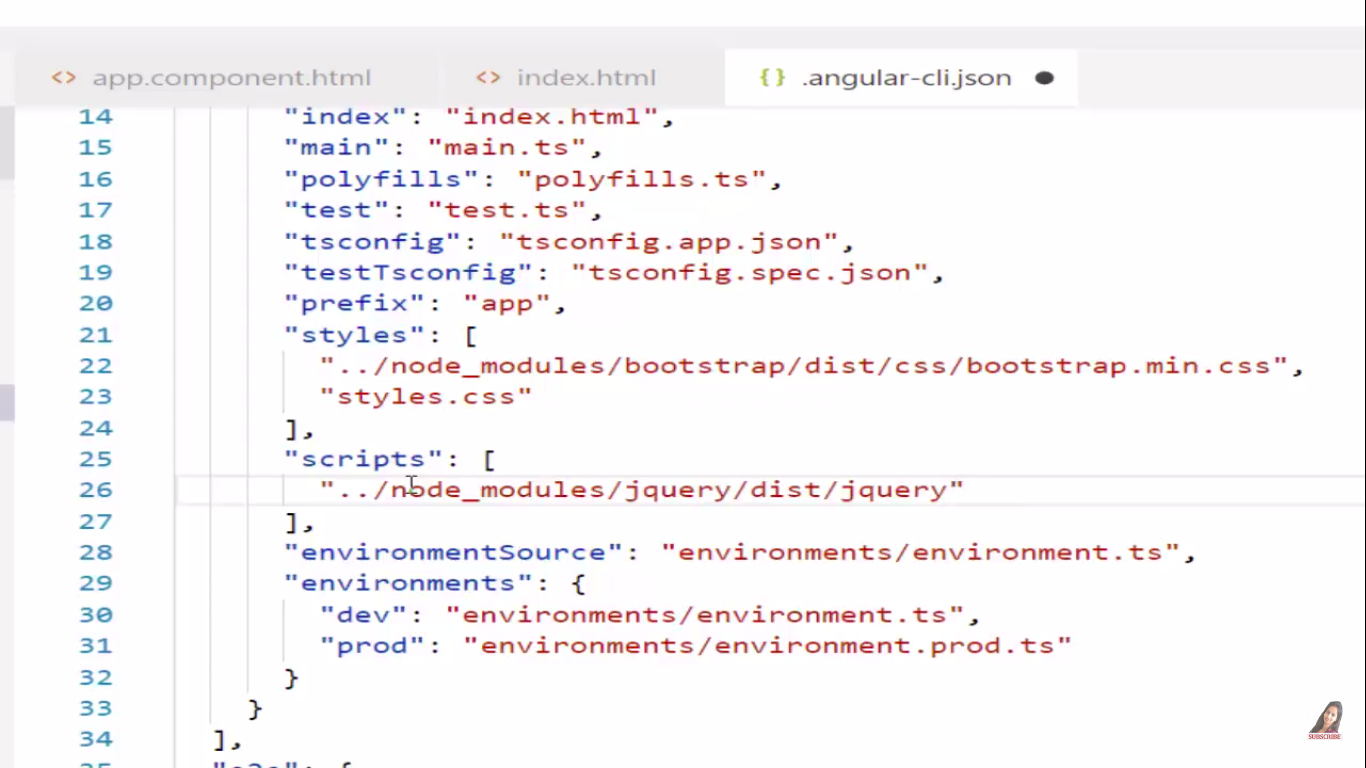 <> app.component.html <> index.html {} .angular-cli.json ●
14 "index": "index.html",
15 "main": "main.ts",
16 "polyfills": "polyfills.ts",
17 "test": "test.ts",
18 "tsconfig": "tsconfig.app.json",
19 "testTsconfig": "tsconfig.spec.json",
20 "prefix": "app",
21 "styles": [
22 "../node_modules/bootstrap/dist/css/bootstrap.min.css",
23 "styles.css"
24 ],
25 "scripts": [
26 "../node_modules/jquery/dist/jquery"
27 ],
28 "environmentSource": "environments/environment.ts",
29 "environments": {
30 "dev": "environments/environment.ts",
31 "prod": "environments/environment.prod.ts"
32 }
33 }
34 ],
SUBSCRIBE